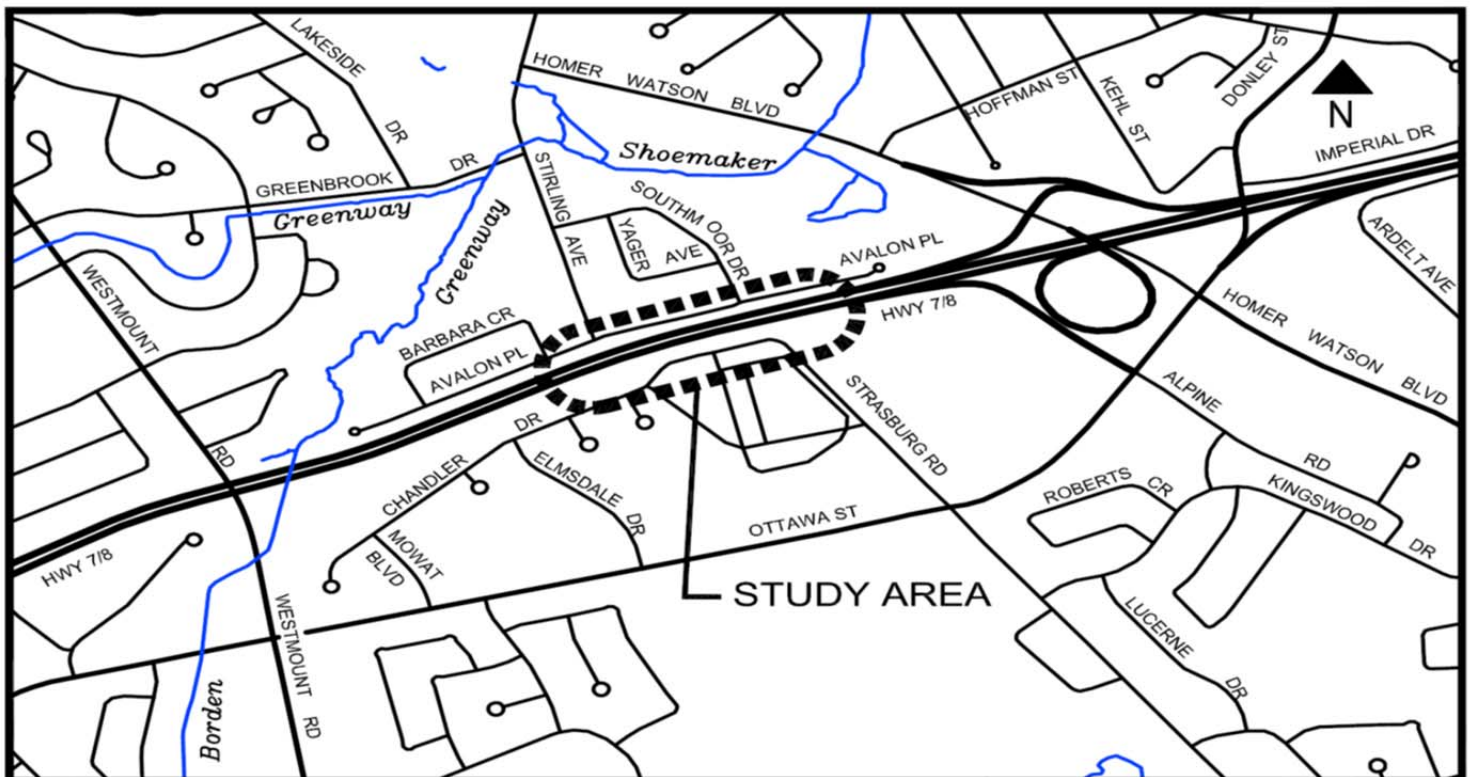 LAKESIDE DR
HOMER WATSON BLVD
HOFFMAN ST
KEHL ST
DONLEY ST
N
IMPERIAL DR
Shoemaker
GREENBROOK DR
Greenway
Greenway
STIRLING AVE
SOUTHM OOR DR
YAGER AVE
AVALON PL
ARDELT AVE
WESTMOUNT RD
BARBARA CR
AVALON PL
HWY 7/8
HOMER WATSON BLVD
ALPINE RD
STRASBURG RD
CHANDLER DR
ELMSDALE DR
OTTAWA ST
ROBERTS CR
KINGSWOOD DR
HWY 7/8
MOWAT BLVD
STUDY AREA
WESTMOUNT RD
LUCERNE DR
Borden